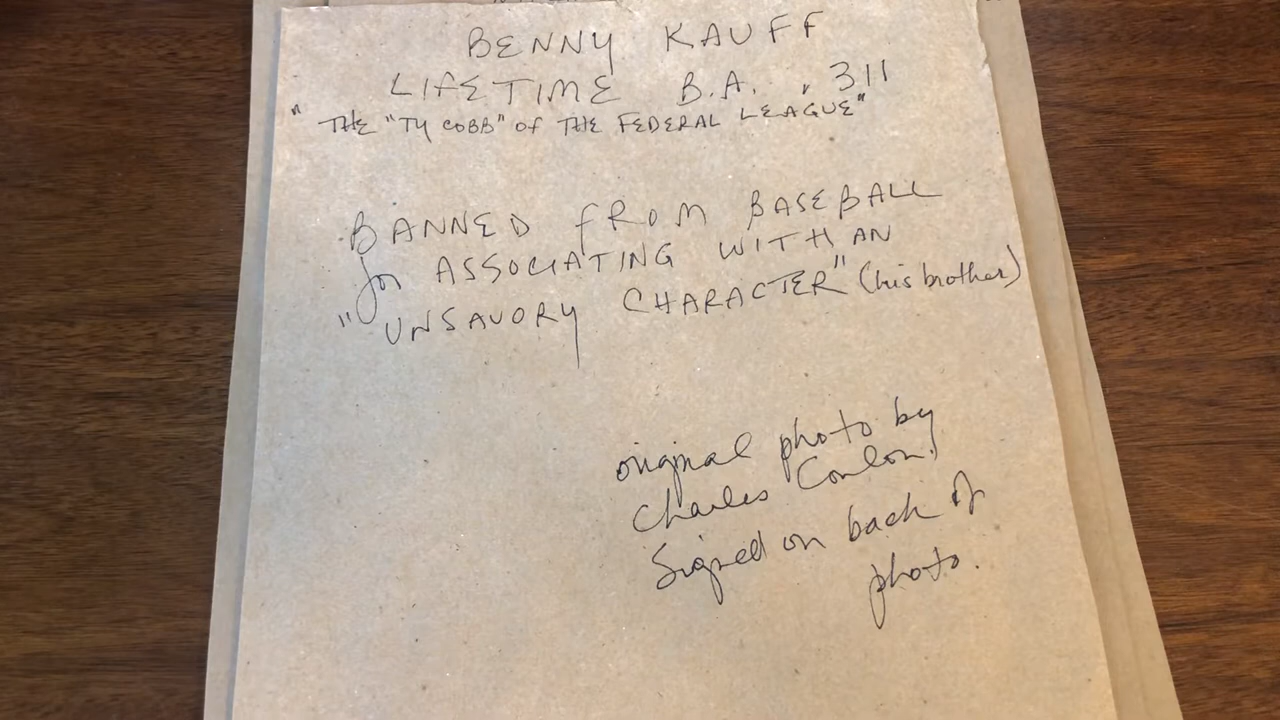 BENNY KAUFF
LIFETIME B.A. .311
" THE "TY COBB" OF THE FEDERAL LEAGUE"
BANNED FROM BASEBALL
for ASSOCIATING WITH AN
"UNSAVORY CHARACTER" (his brother)
original photo by
Charles Conlon.
Signed on back of
photo.